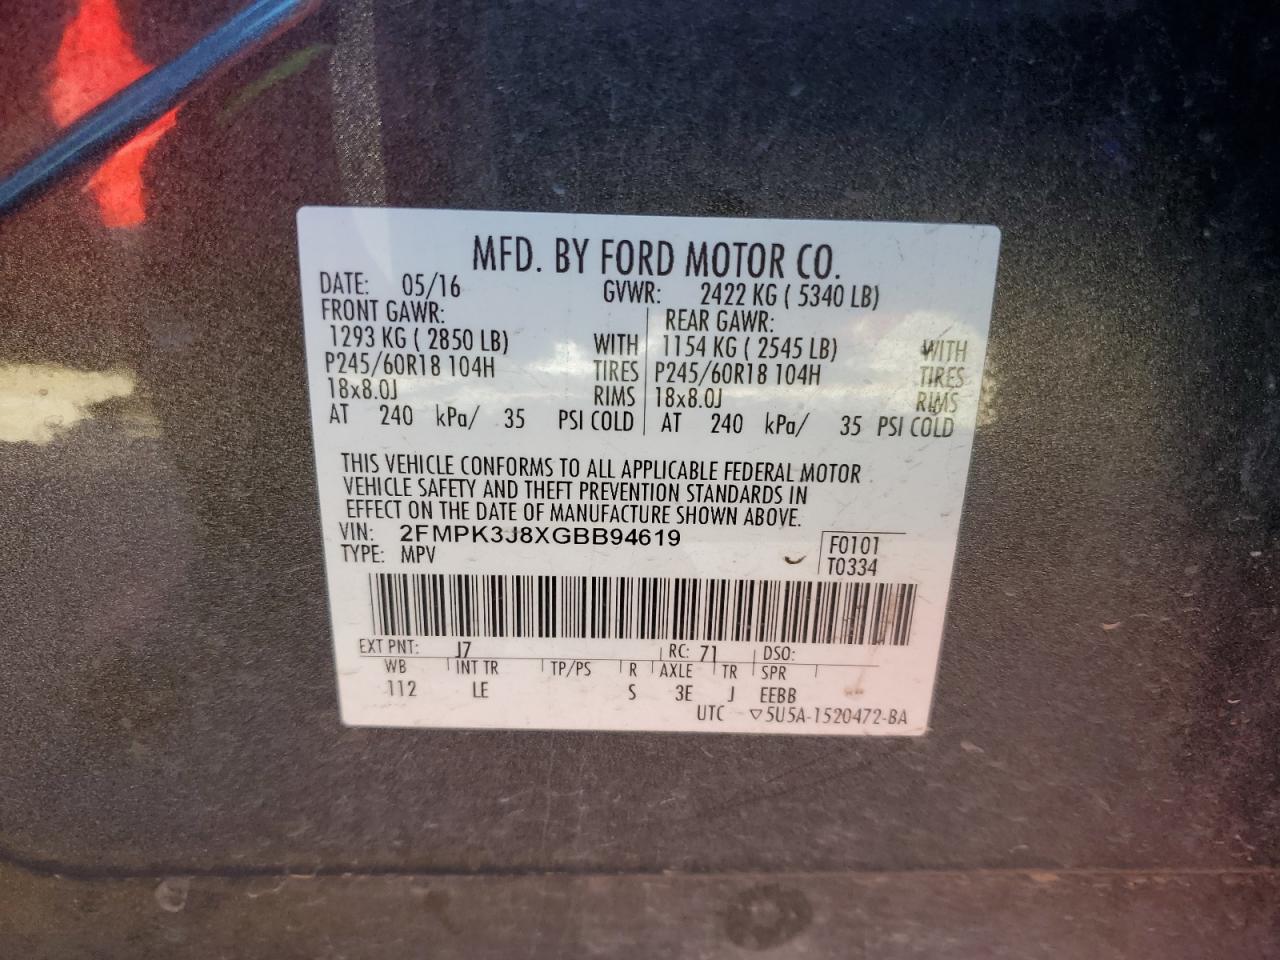 MFD. BY FORD MOTOR CO.
DATE: 05/16 GVWR: 2422 KG ( 5340 LB)
FRONT GAWR: REAR GAWR:
1293 KG ( 2850 LB) WITH 1154 KG ( 2545 LB) WITH
P245/60R18 104H TIRES P245/60R18 104H TIRES
18x8.0J RIMS 18x8.0J RIMS
AT 240 kPa/ 35 PSI COLD AT 240 kPa/ 35 PSI COLD
THIS VEHICLE CONFORMS TO ALL APPLICABLE FEDERAL MOTOR
VEHICLE SAFETY AND THEFT PREVENTION STANDARDS IN
EFFECT ON THE DATE OF MANUFACTURE SHOWN ABOVE.
VIN: 2FMPK3J8XGBB94619 F0101
TYPE: MPV T0334
EXT PNT: J7 RC: 71 DSO:
WB INT TR TP/PS R AXLE TR SPR
112 LE S 3E J EEBB
UTC ▽5U5A-1520472-BA